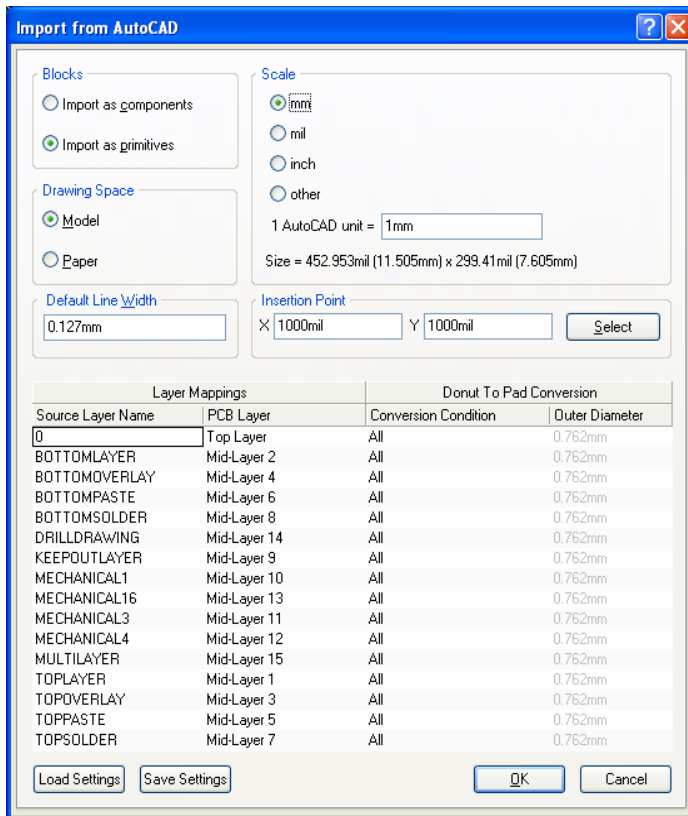 Import from AutoCAD
Blocks
Import as components
Import as primitives
Scale
mm
mil
inch
other
1 AutoCAD unit = 1mm
Size = 452.953mil (11.505mm) x 299.41mil (7.605mm)
Drawing Space
Model
Paper
Default Line Width
0.127mm
Insertion Point
X 1000mil Y 1000mil Select
Layer Mappings Donut To Pad Conversion
Source Layer Name PCB Layer Conversion Condition Outer Diameter
0 Top Layer All 0.762mm
BOTTOMLAYER Mid-Layer 2 All 0.762mm
BOTTOMOVERLAY Mid-Layer 4 All 0.762mm
BOTTOMPASTE Mid-Layer 6 All 0.762mm
BOTTOMSOLDER Mid-Layer 8 All 0.762mm
DRILLDRAWING Mid-Layer 14 All 0.762mm
KEEPOUTLAYER Mid-Layer 9 All 0.762mm
MECHANICAL1 Mid-Layer 10 All 0.762mm
MECHANICAL16 Mid-Layer 13 All 0.762mm
MECHANICAL3 Mid-Layer 11 All 0.762mm
MECHANICAL4 Mid-Layer 12 All 0.762mm
MULTILAYER Mid-Layer 15 All 0.762mm
TOPLAYER Mid-Layer 1 All 0.762mm
TOPOVERLAY Mid-Layer 3 All 0.762mm
TOPPASTE Mid-Layer 5 All 0.762mm
TOPSOLDER Mid-Layer 7 All 0.762mm
Load Settings Save Settings OK Cancel